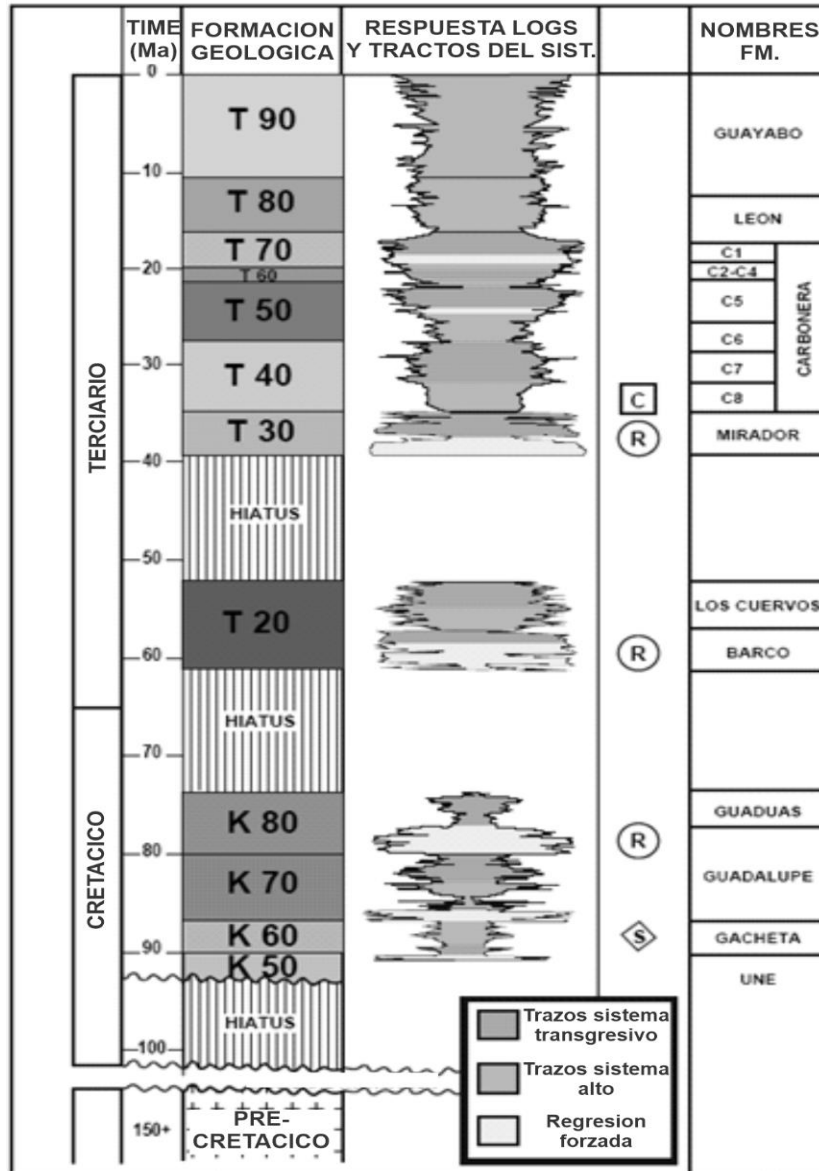 TIME (Ma)
FORMACION GEOLOGICA
RESPUESTA LOGS Y TRACTOS DEL SIST.
NOMBRES FM.
TERCIARIO
CRETACICO
0
10
20
30
40
50
60
70
80
90
100
150+
T 90
T 80
T 70
T 60
T 50
T 40
T 30
HIATUS
T 20
HIATUS
K 80
K 70
K 60
K 50
HIATUS
PRE-
CRETACICO
C
R
R
R
S
GUAYABO
LEON
C1
C2-C4
C5
C6
C7
C8
CARBONERA
MIRADOR
LOS CUERVOS
BARCO
GUADUAS
GUADALUPE
GACHETA
UNE
Trazos sistema
transgresivo
Trazos sistema
alto
Regresion
forzada